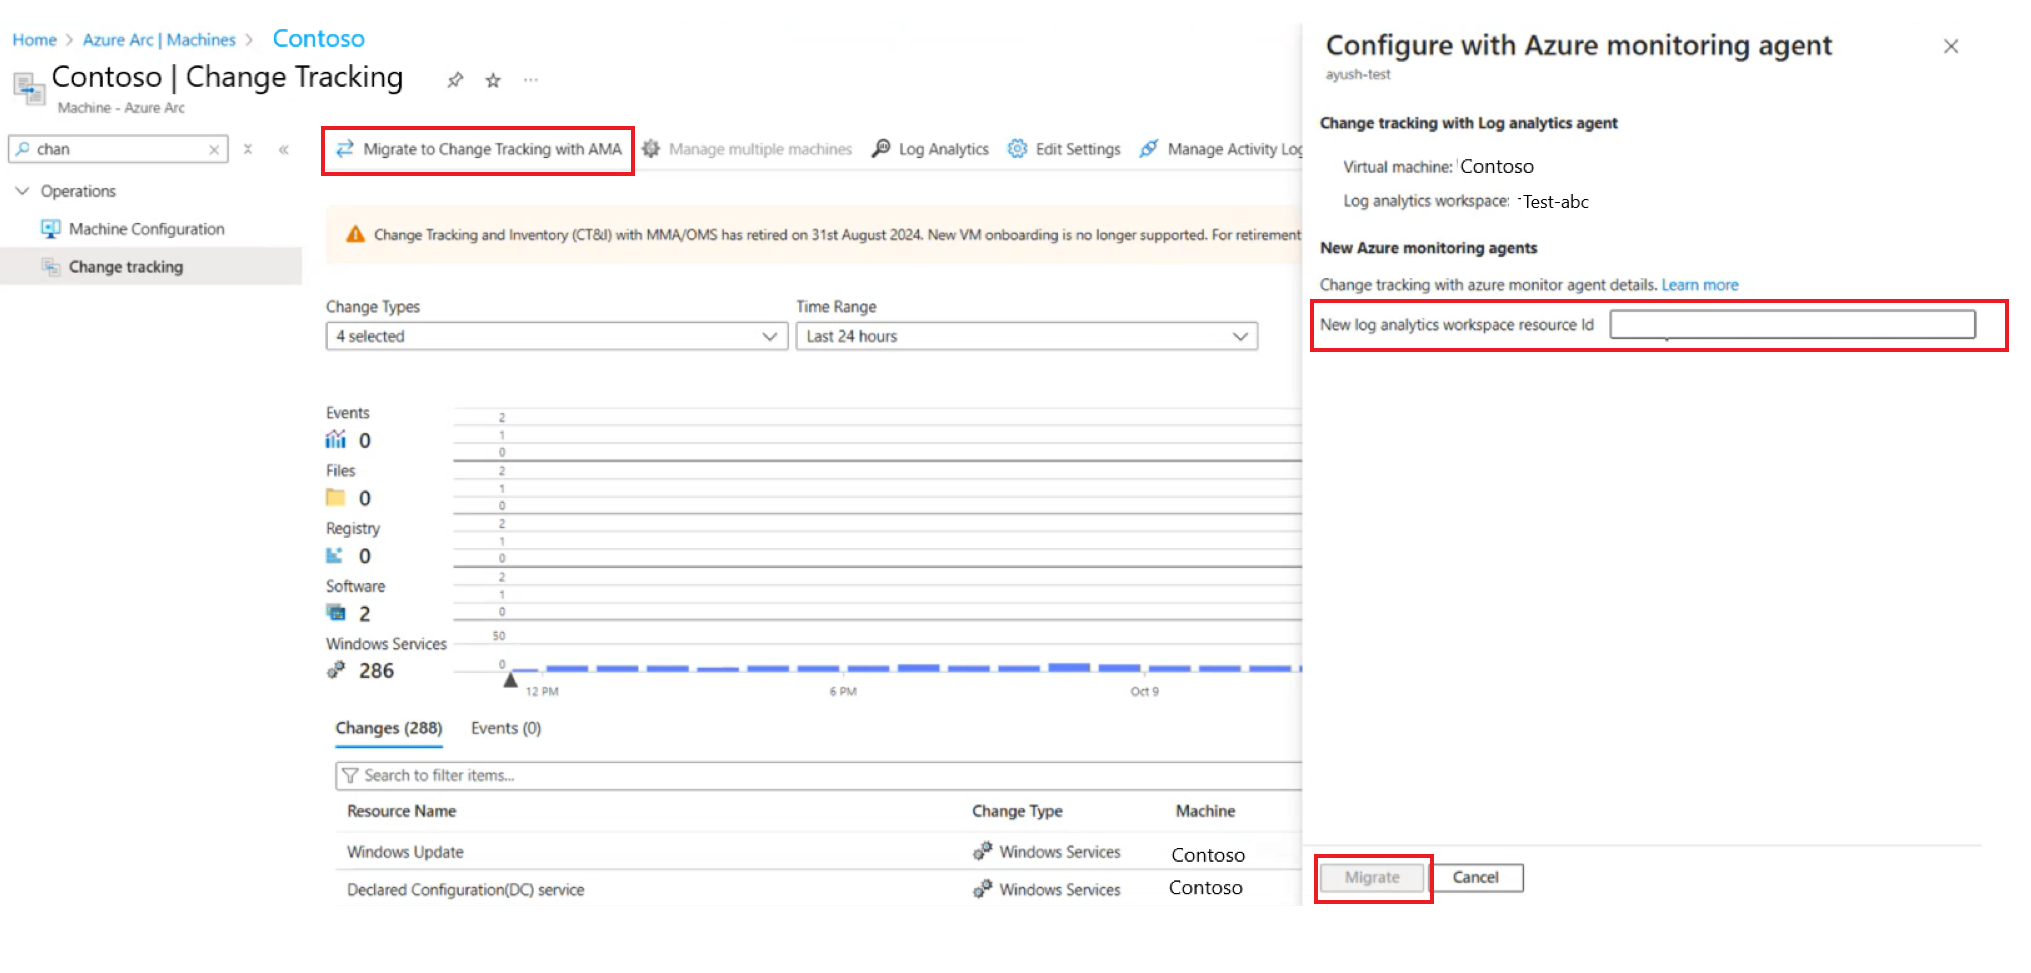 Home > Azure Arc | Machines > Contoso
Contoso | Change Tracking
Machine - Azure Arc
chan
Operations
Machine Configuration
Change tracking
Migrate to Change Tracking with AMA
Manage multiple machines
Log Analytics
Edit Settings
Manage Activity Log
Change Tracking and Inventory (CT&I) with MMA/OMS has retired on 31st August 2024. New VM onboarding is no longer supported. For retirement
Change Types
4 selected
Time Range
Last 24 hours
Events
0
2
1
0
Files
0
2
1
0
Registry
0
2
1
0
Software
2
2
1
0
Windows Services
286
50
0
12 PM
6 PM
Oct 9
Changes (288)
Events (0)
Search to filter items...
Resource Name Change Type Machine
Windows Update Windows Services Contoso
Declared Configuration(DC) service Windows Services Contoso
Configure with Azure monitoring agent
ayush-test
Change tracking with Log analytics agent
Virtual machine: Contoso
Log analytics workspace: Test-abc
New Azure monitoring agents
Change tracking with azure monitor agent details. Learn more
New log analytics workspace resource Id
Migrate
Cancel